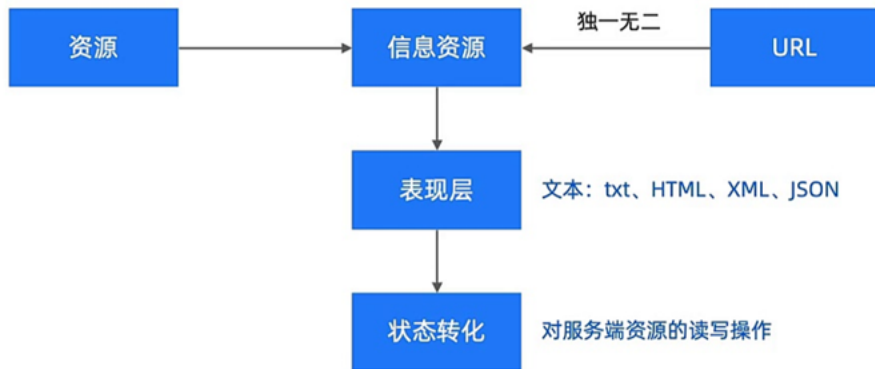 资源
信息资源
独一无二
URL
表现层
文本：txt、HTML、XML、JSON
状态转化
对服务端资源的读写操作